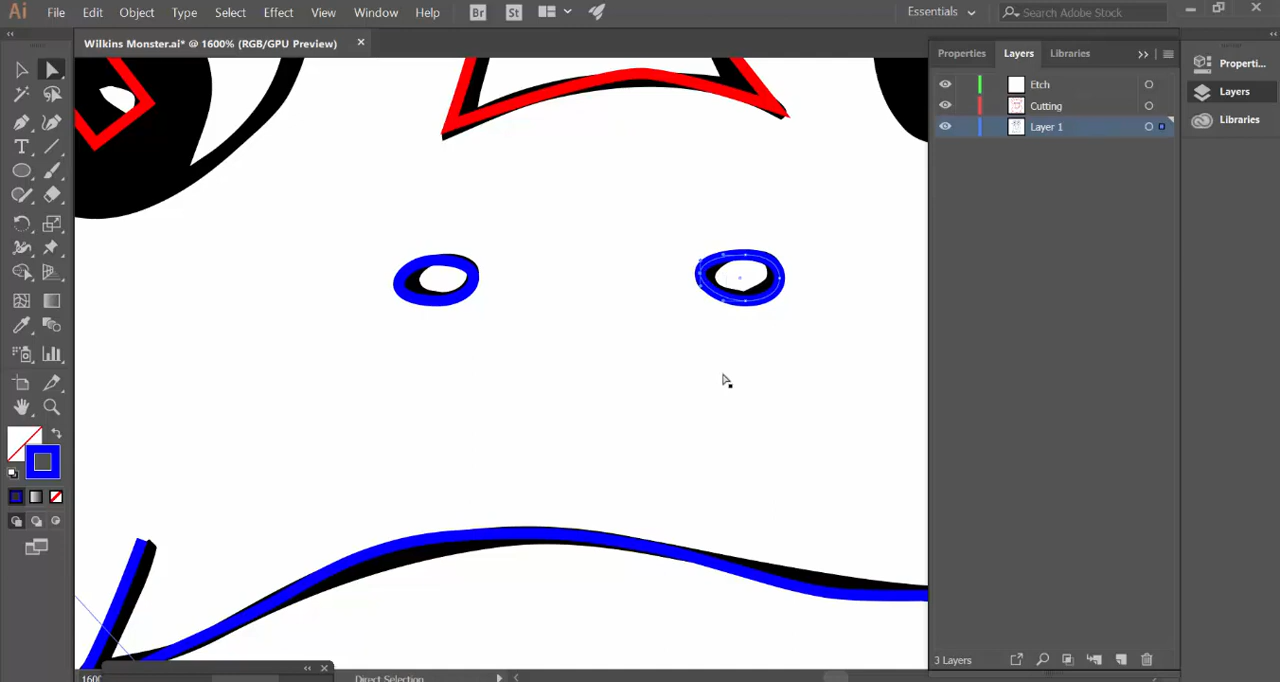 Ai File Edit Object Type Select Effect View Window Help Br St Essentials Search Adobe Stock
Wilkins Monster.ai* @ 1600% (RGB/GPU Preview)
Properties Layers Libraries
Properti...
Etch
Layers
Cutting
Libraries
Layer 1
3 Layers
1600
Direct Selection